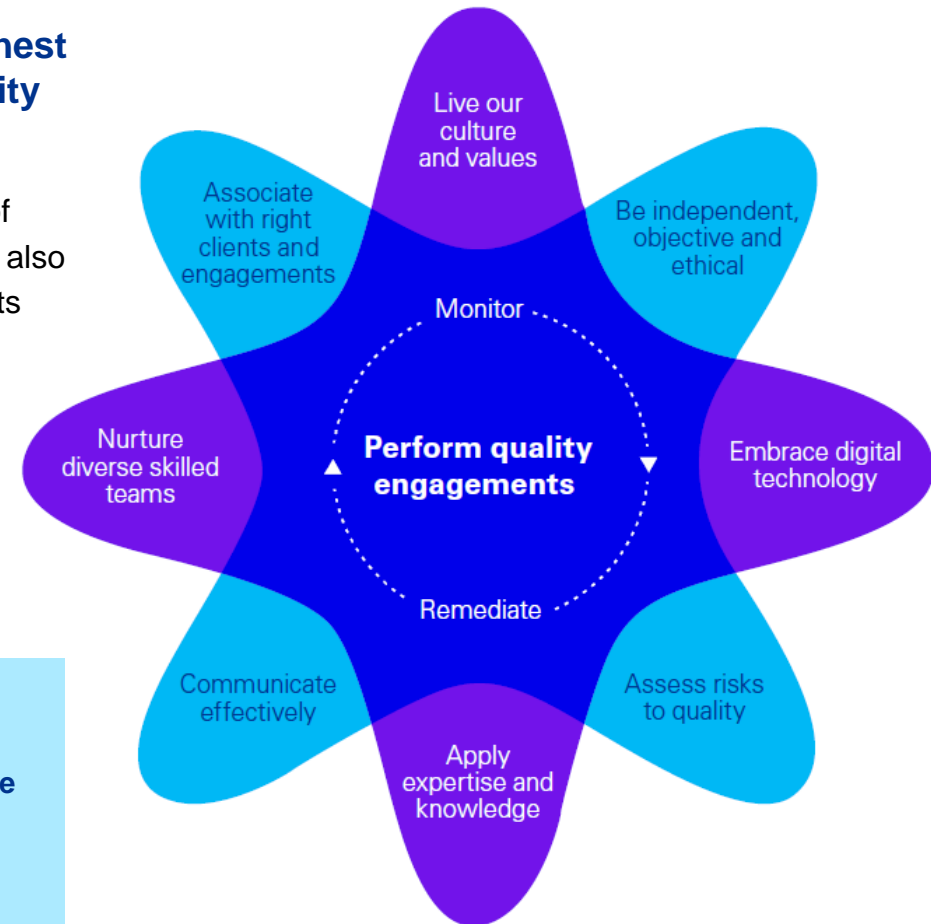 nest
ity
of
also
ts
e
Live our
culture
and values
Associate
with right
clients and
engagements
Be independent,
objective and
ethical
Monitor
Nurture
diverse skilled
teams
Perform quality
engagements
Embrace digital
technology
Remediate
Communicate
effectively
Assess risks
to quality
Apply
expertise and
knowledge